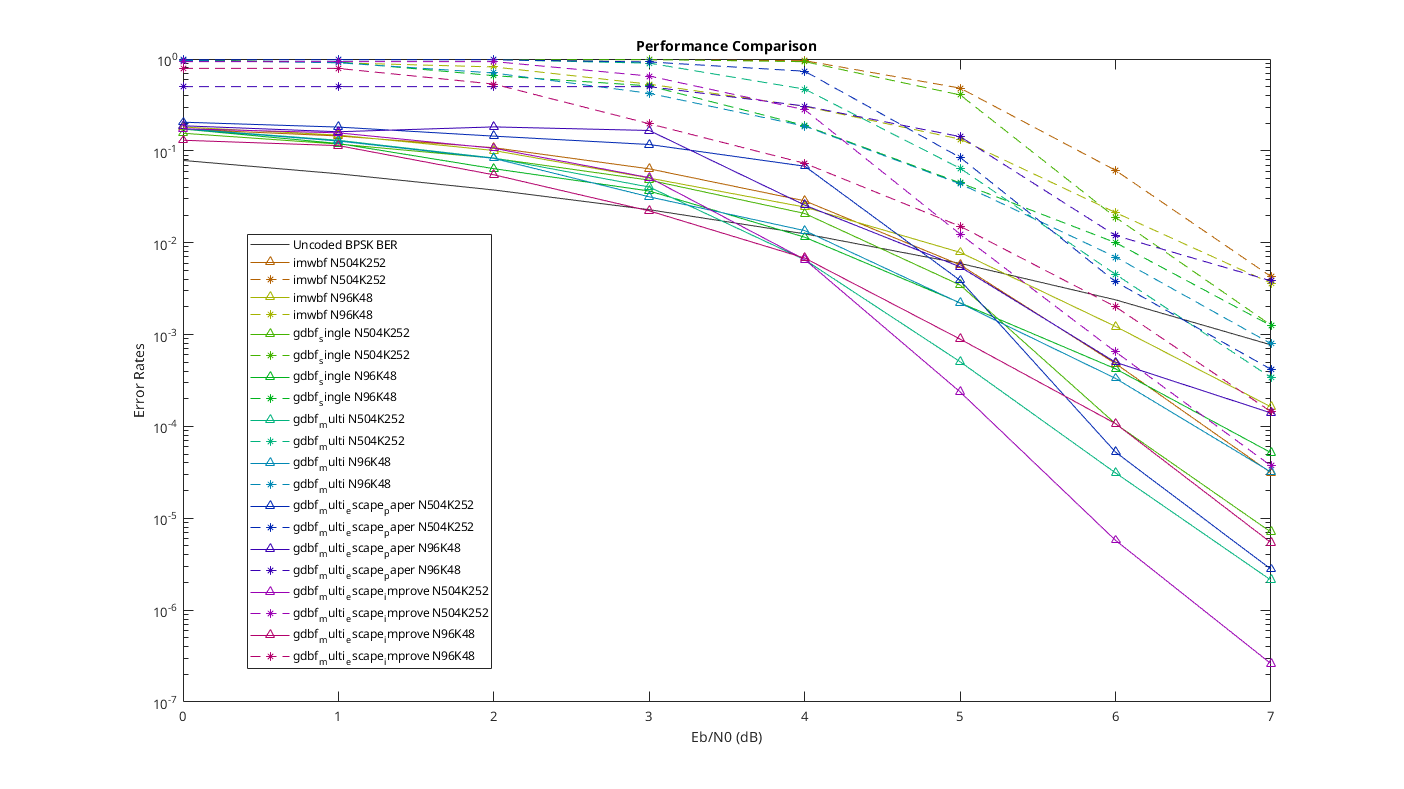 Performance Comparison
10^0
10^-1
10^-2
10^-3
10^-4
10^-5
10^-6
10^-7
Error Rates
Uncoded BPSK BER
imwbf N504K252
imwbf N504K252
imwbf N96K48
imwbf N96K48
gdbf_single N504K252
gdbf_single N504K252
gdbf_single N96K48
gdbf_single N96K48
gdbf_multi N504K252
gdbf_multi N504K252
gdbf_multi N96K48
gdbf_multi N96K48
gdbf_multi_escape_paper N504K252
gdbf_multi_escape_paper N504K252
gdbf_multi_escape_paper N96K48
gdbf_multi_escape_paper N96K48
gdbf_multi_escape_improve N504K252
gdbf_multi_escape_improve N504K252
gdbf_multi_escape_improve N96K48
gdbf_multi_escape_improve N96K48
0 1 2 3 4 5 6 7
Eb/N0 (dB)